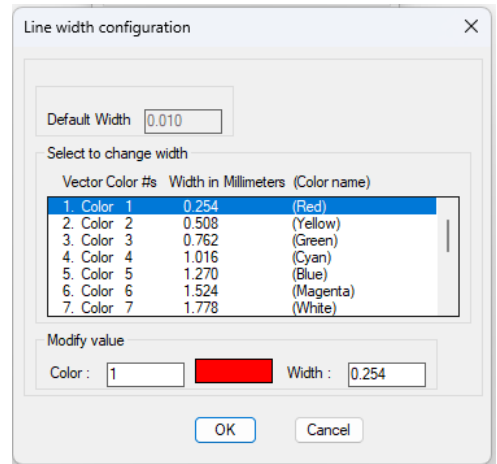 Line width configuration
Default Width 0.010
Select to change width
Vector Color #s Width in Millimeters (Color name)
1. Color 1 0.254 (Red)
2. Color 2 0.508 (Yellow)
3. Color 3 0.762 (Green)
4. Color 4 1.016 (Cyan)
5. Color 5 1.270 (Blue)
6. Color 6 1.524 (Magenta)
7. Color 7 1.778 (White)
Modify value
Color : 1 Width : 0.254
OK Cancel